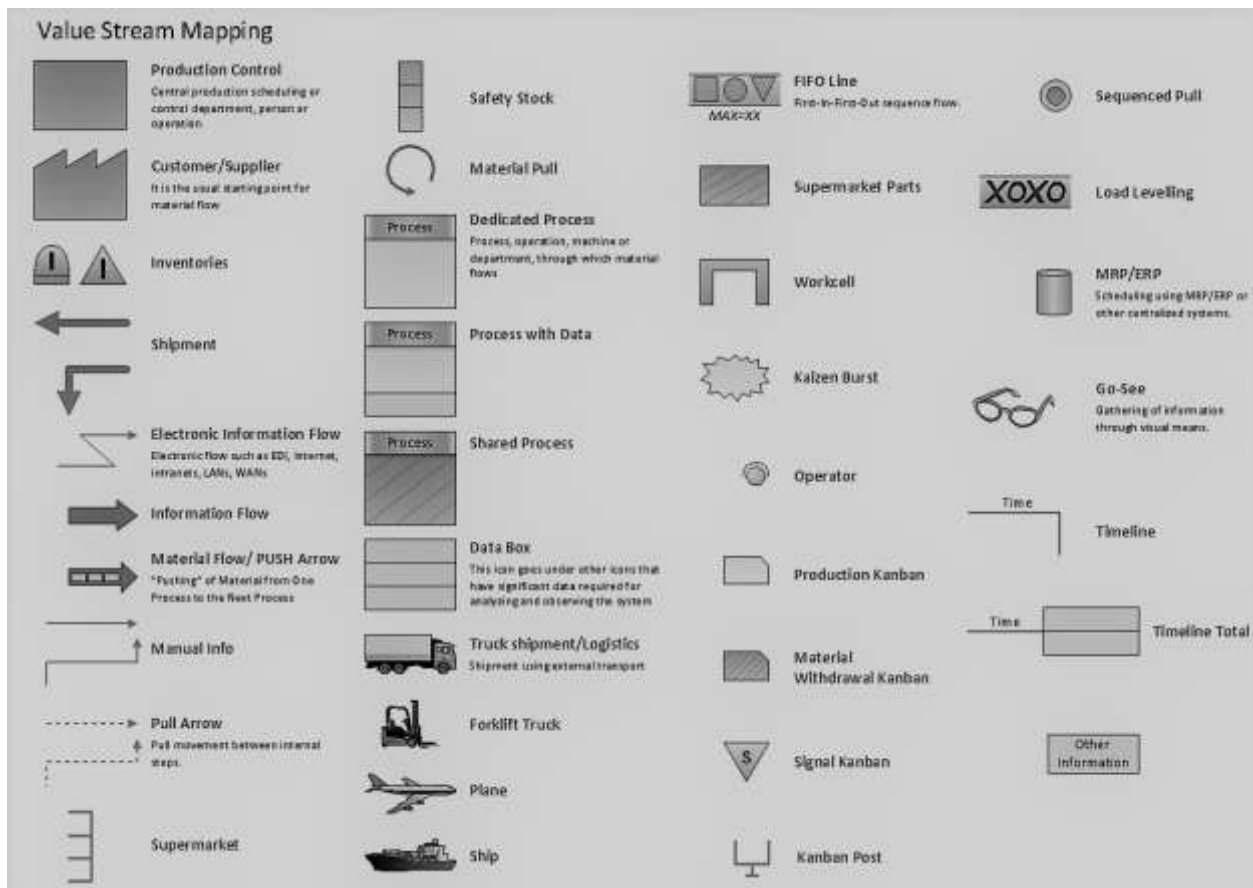 Value Stream Mapping
Production Control
Central production scheduling or
control department, person or
operation
Customer/Supplier
It is the usual starting point for
material flow
I
I
Inventories
Shipment
Electronic Information Flow
Electronic flow such as EDI, Internet,
intranets, LANs, WANs
Information Flow
Material Flow/ PUSH Arrow
"Pushing" of Material from One
Process to the Next Process
Manual Info
Pull Arrow
Pull movement between internal
steps.
Supermarket
Safety Stock
Material Pull
Process
Dedicated Process
Process, operation, machine or
department, through which material
flows
Process
Process with Data
Process
Shared Process
Data Box
This icon goes under other icons that
have significant data required for
analyzing and observing the system
Truck shipment/Logistics
Shipment using external transport
Forklift Truck
Plane
Ship
FIFO Line
First-In-First-Out sequence flow.
MAX=XX
Supermarket Parts
Workcell
Kaizen Burst
Operator
Production Kanban
Material
Withdrawal Kanban
S
Signal Kanban
Kanban Post
Sequenced Pull
XOXO
Load Levelling
MRP/ERP
Scheduling using MRP/ERP or
other centralized systems.
Go-See
Gathering of information
through visual means.
Time
Timeline
Time
Timeline Total
Other
Information